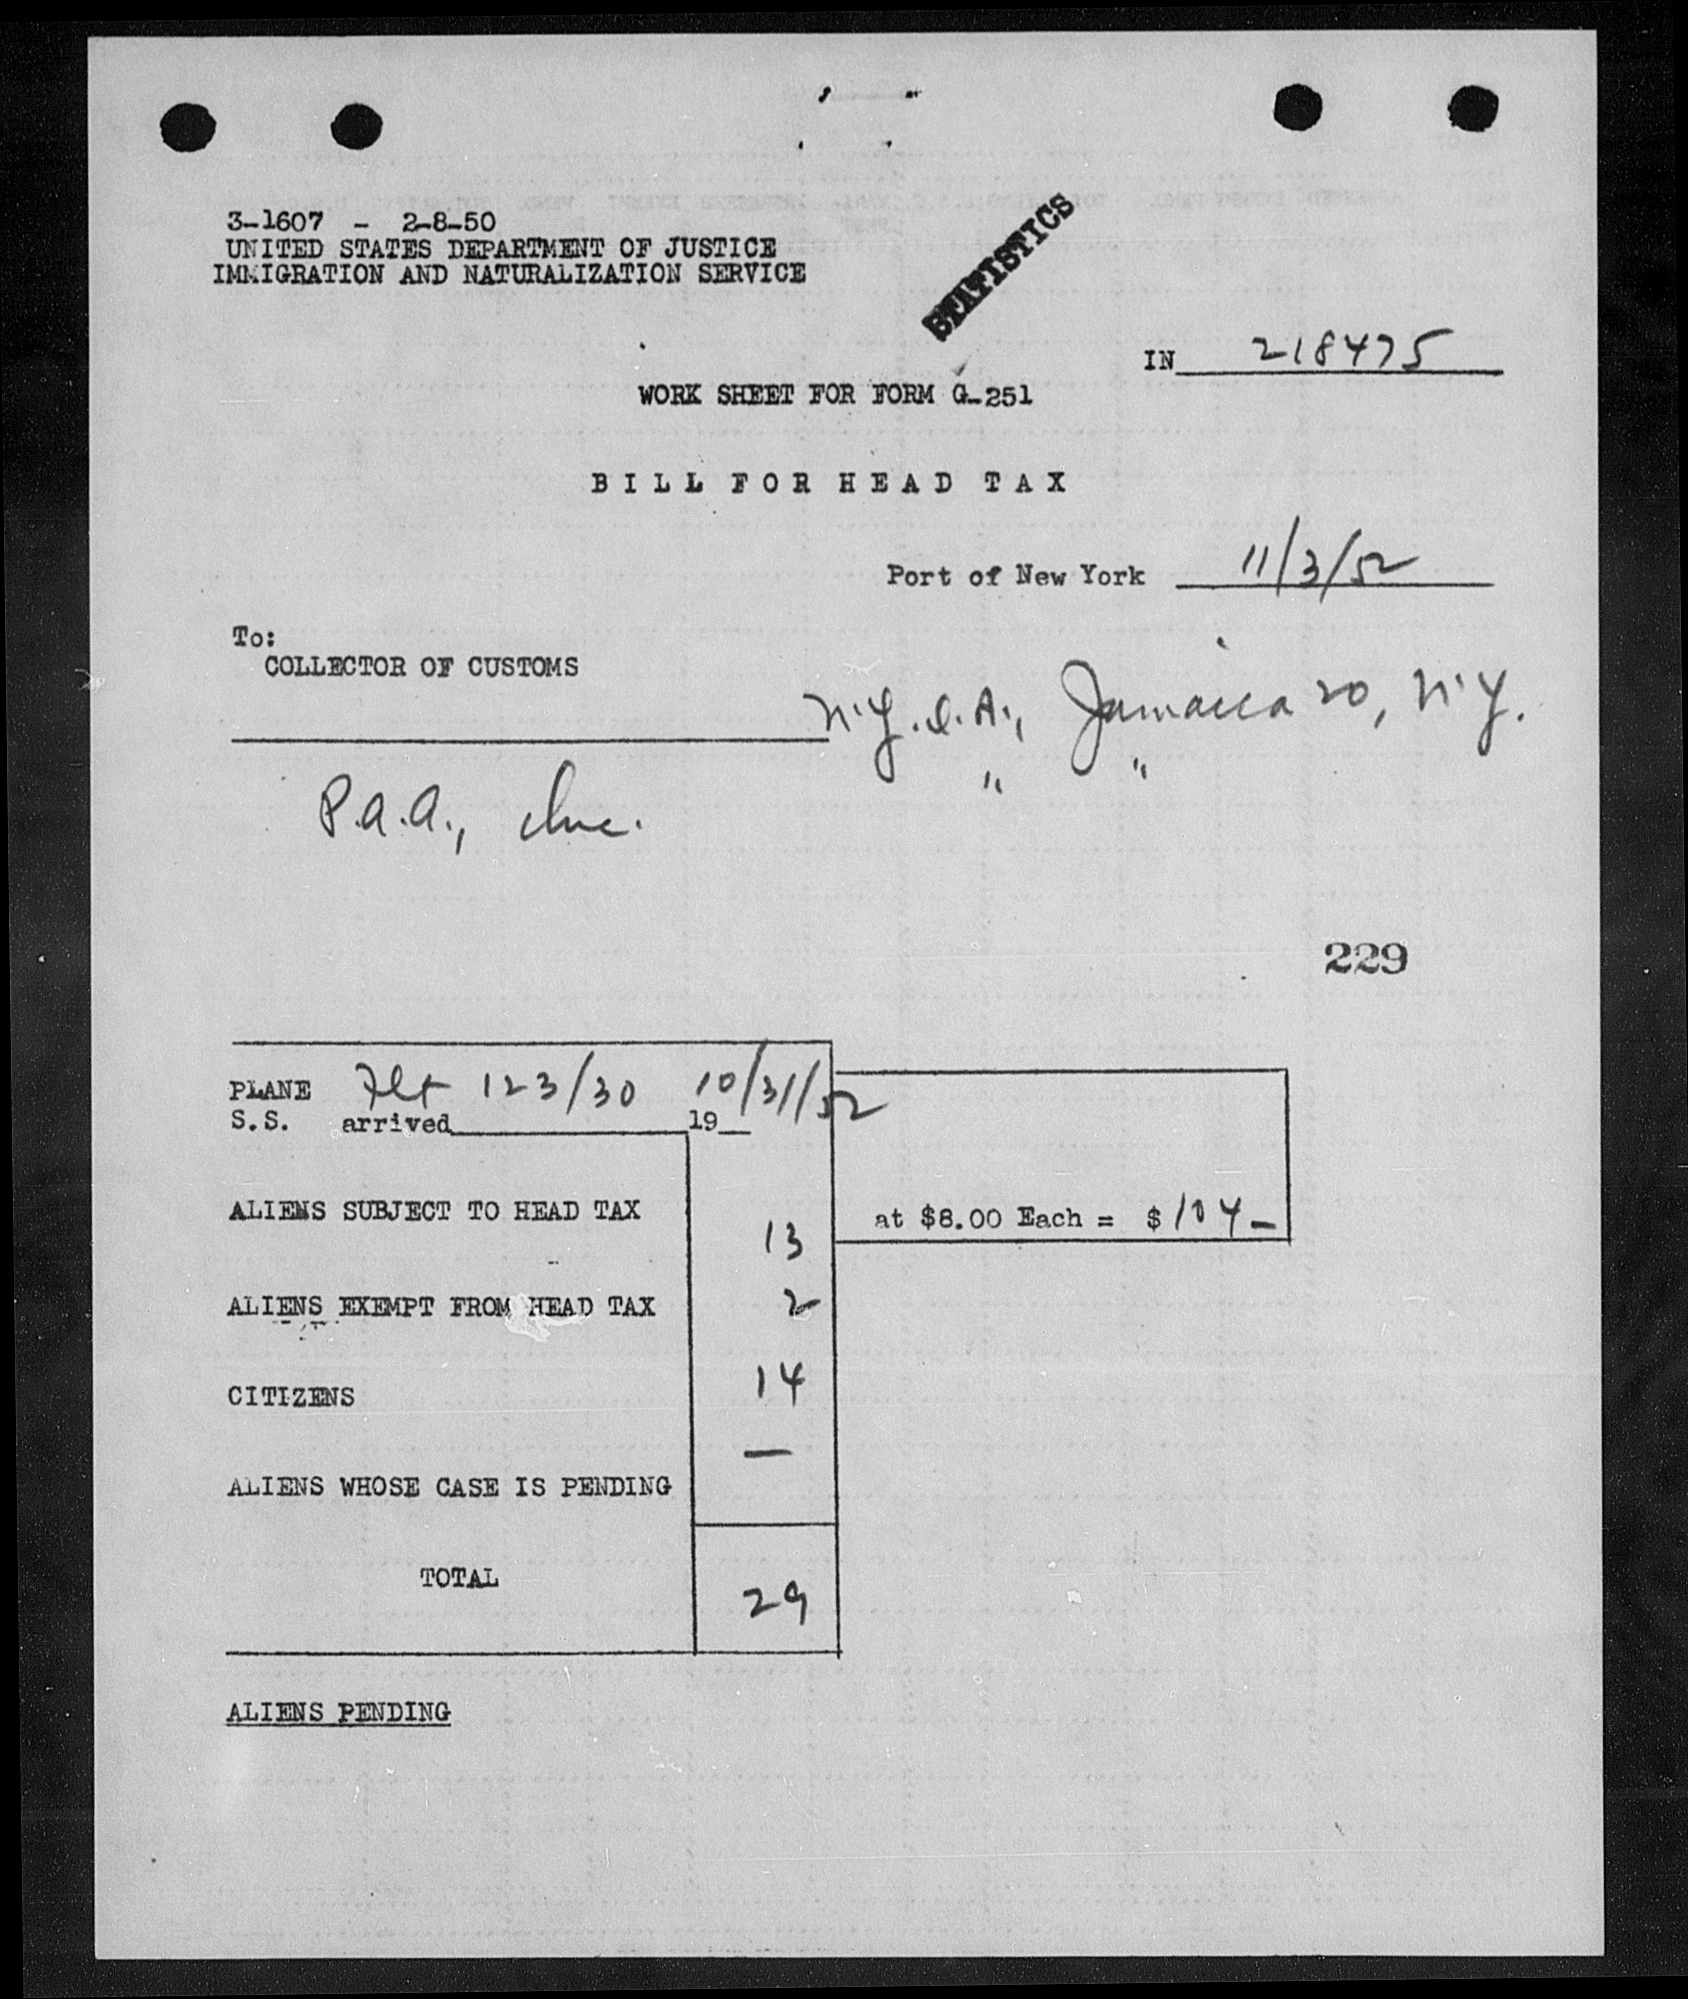 3-1607 - 2-8-50
UNITED STATES DEPARTMENT OF JUSTICE
IMMIGRATION AND NATURALIZATION SERVICE
STATISTICS
IN 218475
WORK SHEET FOR FORM G-251
BILL FOR HEAD TAX
Port of New York 11/3/52
To:
COLLECTOR OF CUSTOMS
N.Y.I.A., Jamaica 20, N.Y.
P.A.A., Inc. " "
229
PLANE Flt 123/30 10/31/52
S.S. arrived 19
ALIENS SUBJECT TO HEAD TAX 13 at $8.00 Each = $104-
ALIENS EXEMPT FROM HEAD TAX 2
CITIZENS 14
ALIENS WHOSE CASE IS PENDING —
TOTAL 29
ALIENS PENDING